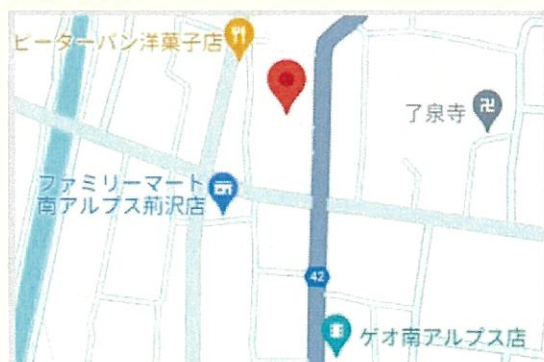 ピーターパン洋菓子店
了泉寺
ファミリーマート
南アルプス荊沢店
42
ゲオ南アルプス店